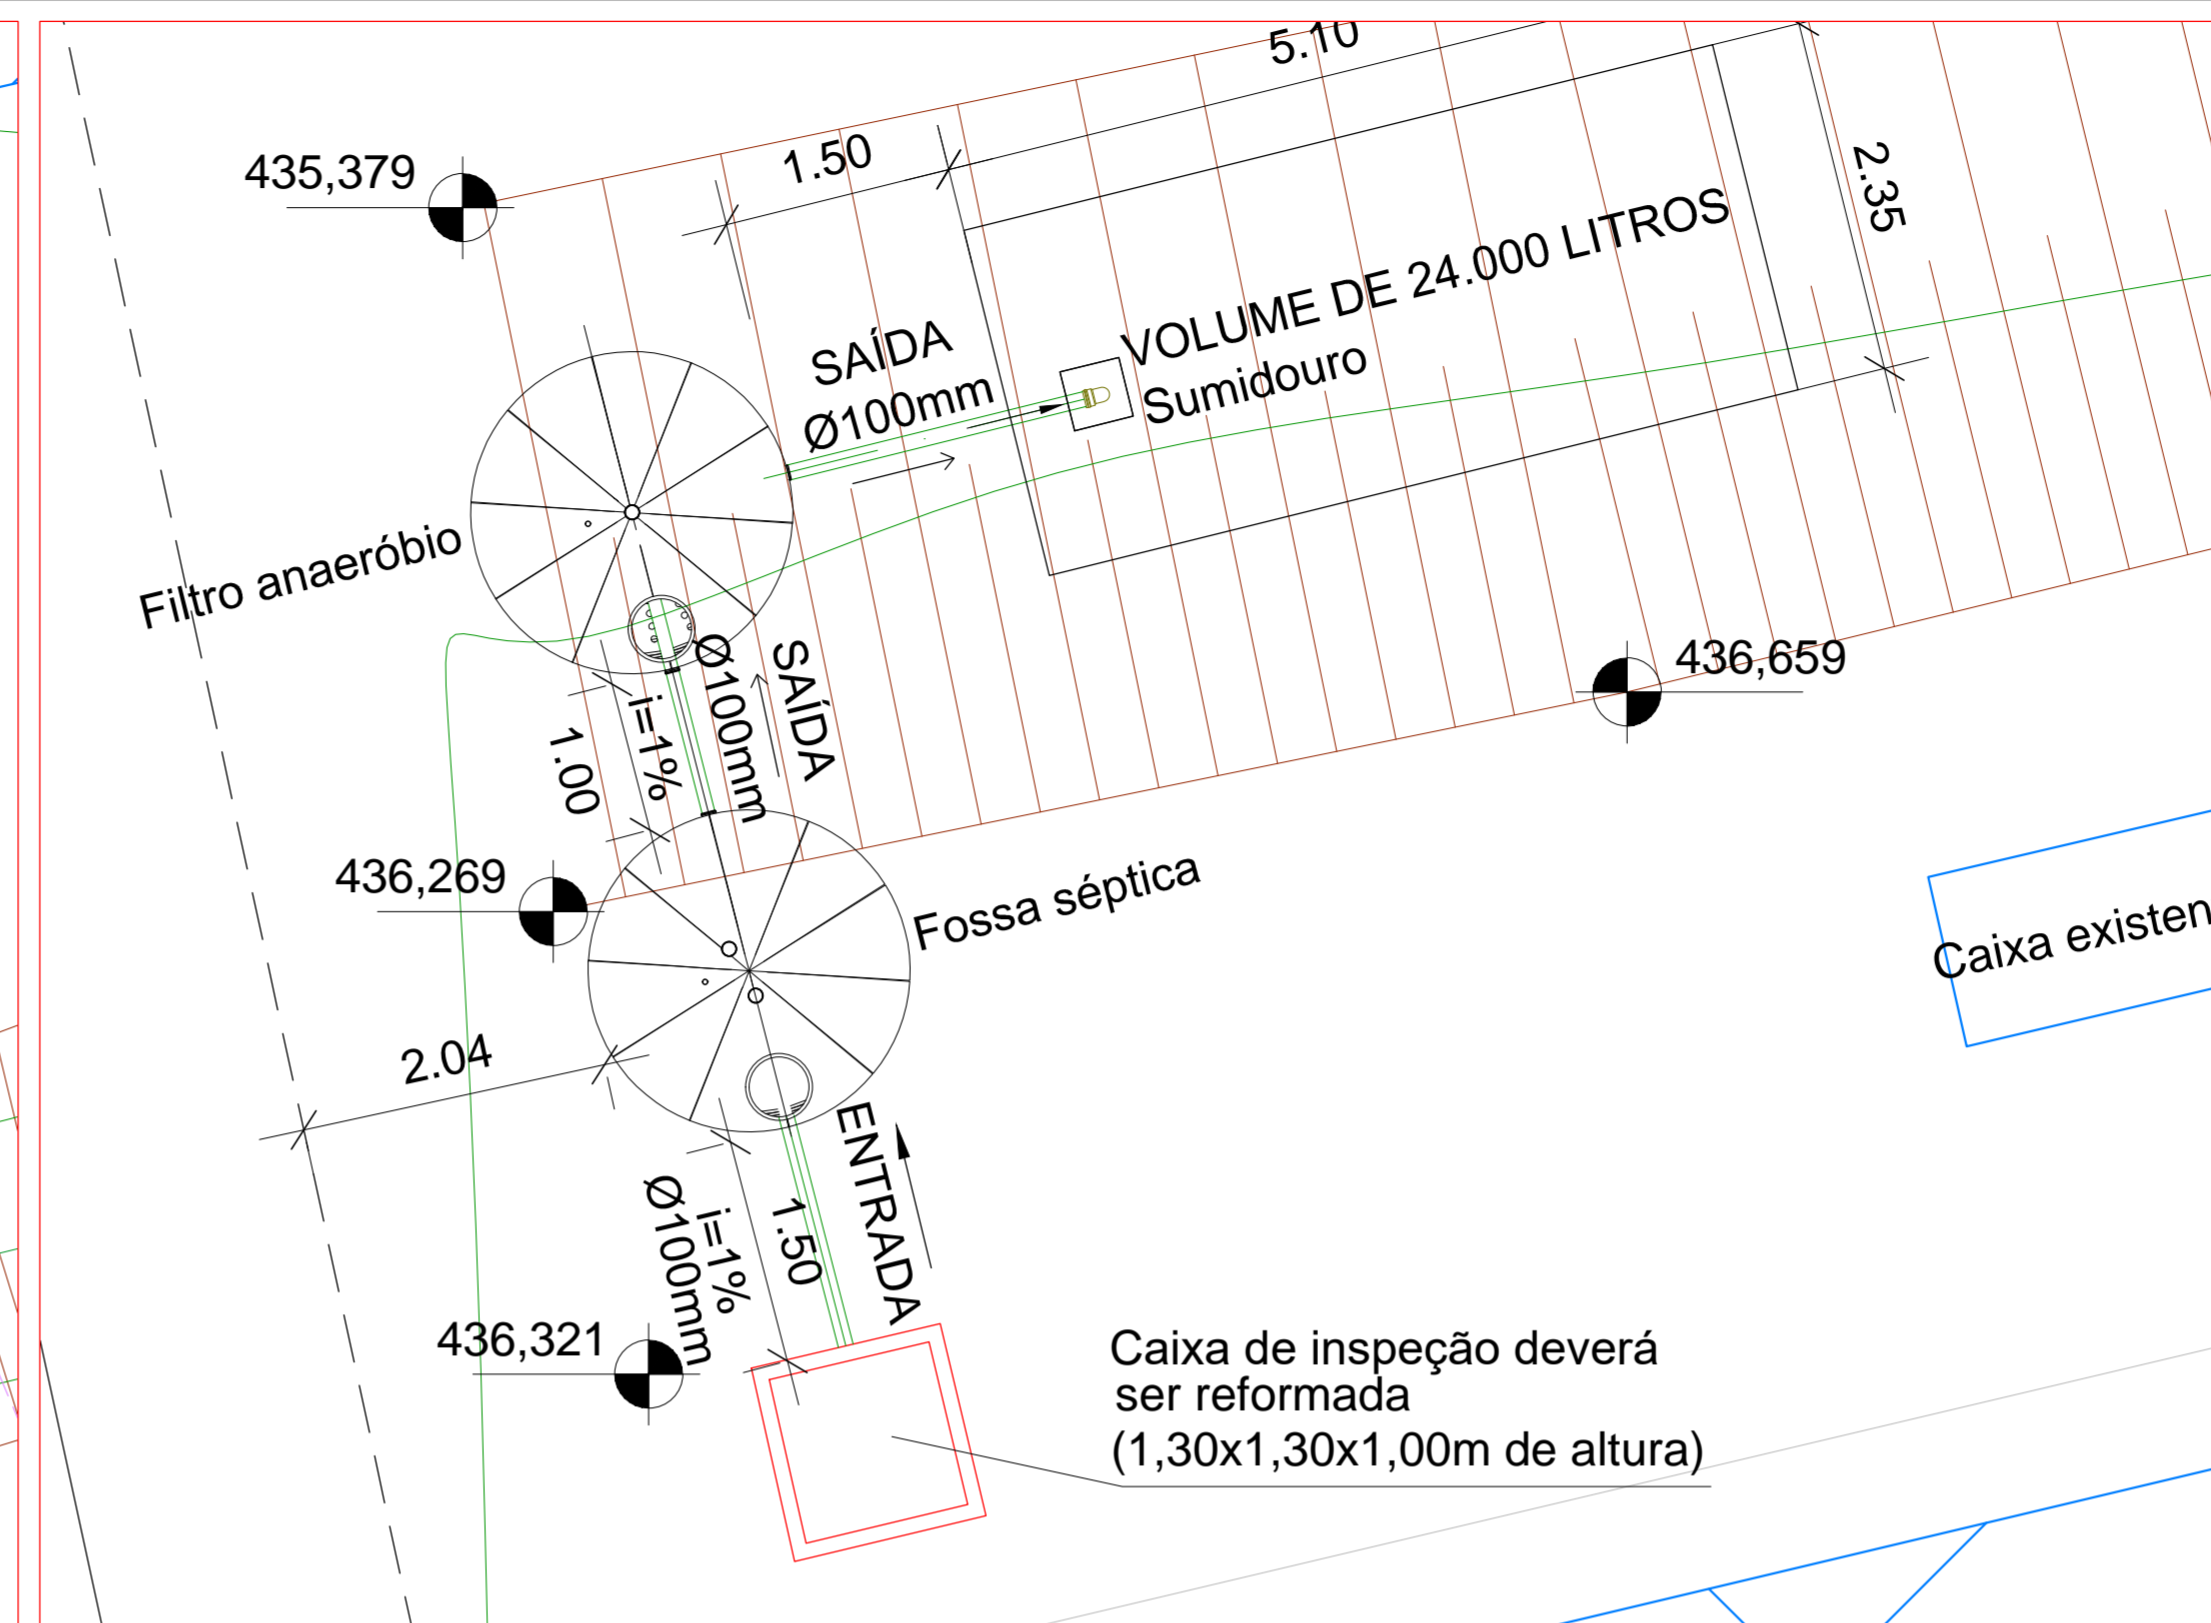 5.10
1.50
435,379
2.35
VOLUME DE 24.000 LITROS
Sumidouro
SAÍDA
Ø100mm
Filtro anaeróbio
SAÍDA
Ø100mm
i=1%
1.00
436,659
436,269
Fossa séptica
Caixa existen
2.04
ENTRADA
1.50
i=1%
Ø100mm
436,321
Caixa de inspeção deverá
ser reformada
(1,30x1,30x1,00m de altura)